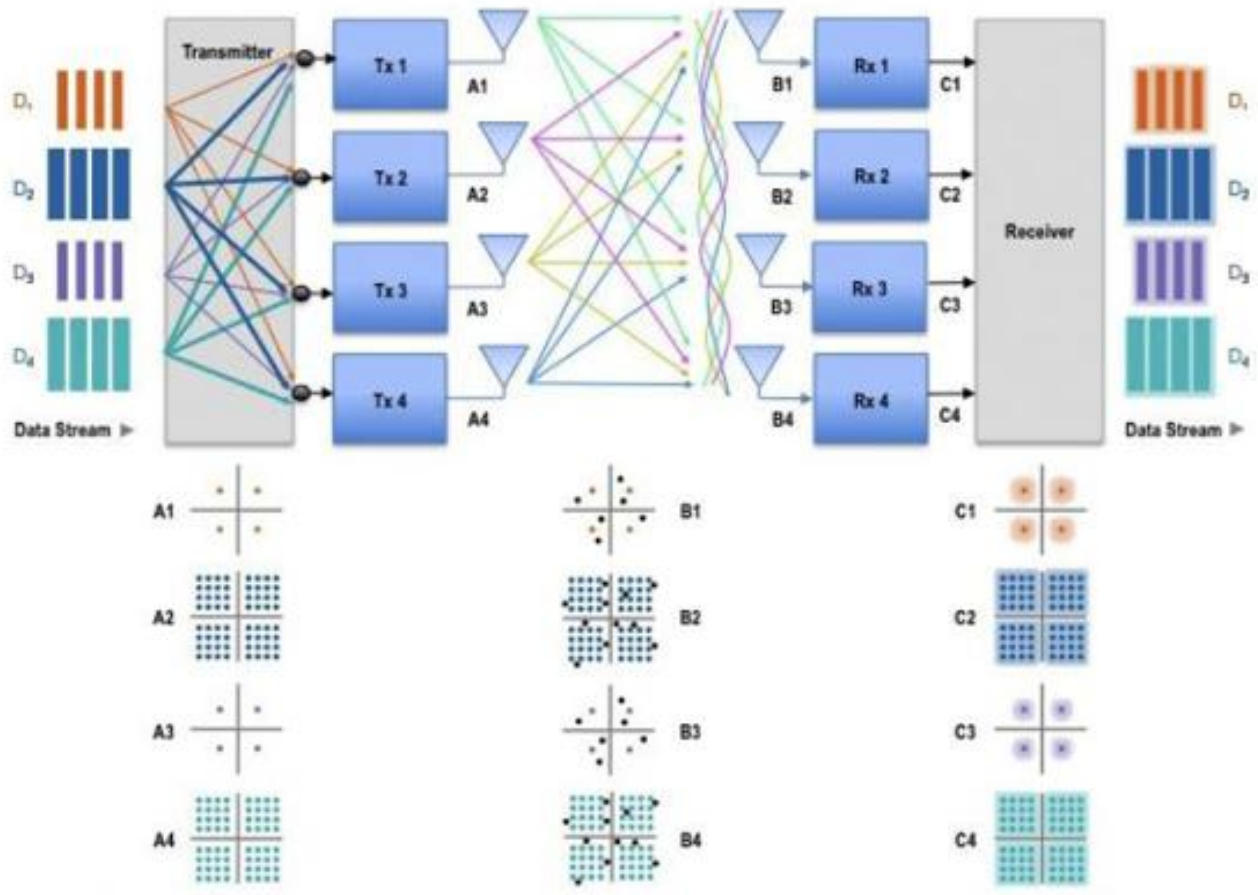 Transmitter
Tx 1
A1
B1
Rx 1
C1
D₁
D₁
D₂
Tx 2
A2
B2
Rx 2
C2
D₂
D₃
Tx 3
A3
B3
Rx 3
C3
Receiver
D₃
D₄
Tx 4
A4
B4
Rx 4
C4
D₄
Data Stream ▶
Data Stream ▶
A1
B1
C1
A2
B2
C2
A3
B3
C3
A4
B4
C4